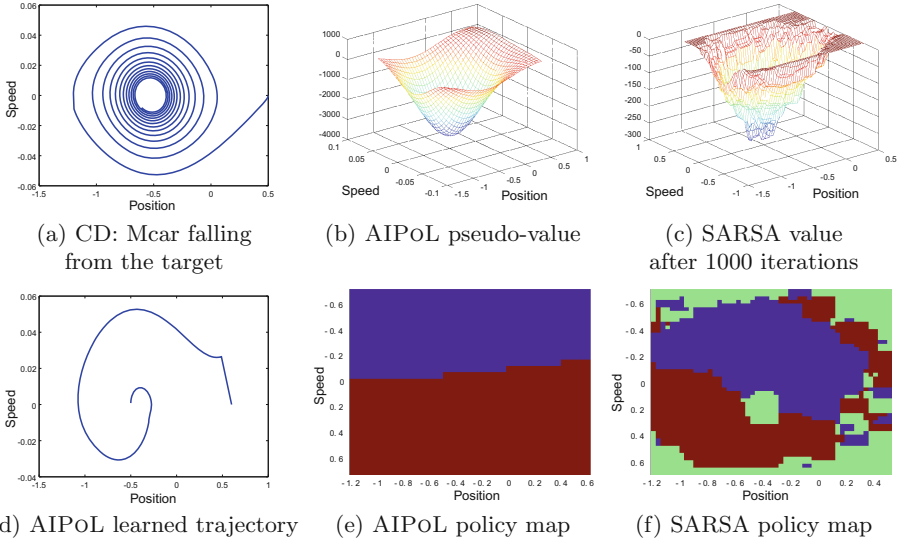 0.06
0.04
0.02
0
-0.02
-0.04
0.06
-1.5 -1 -0.5 0 0.5
Speed
Position
1000
0
-1000
-2000
-3000
-4000
0.1
0.05
0
-0.05
-0.1
-1.5
-1
-0.5
0
0.5
1
Speed
Position
0
-50
-100
-150
-200
-250
-300
1
0.5
0
-0.5
-1
-1.5
-1
-0.5
0
0.5
Speed
Position
(a) CD: Mcar falling
from the target
(b) AIPoL pseudo-value
(c) SARSA value
after 1000 iterations
0.06
0.04
0.02
0
-0.02
-0.04
-1.5 -1 -0.5 0 0.5 1
Speed
Position
- 0.6
- 0.4
- 0.2
0
0.2
0.4
0.6
-1.2 -1 -0.8 -0.6 -0.4 -0.2 0 0.2 0.4 0.6
Speed
Position
- 0.6
- 0.4
- 0.2
0
0.2
0.4
0.6
-1.2 -1 -0.8 -0.6 -0.4 -0.2 0 0.2 0.4
Speed
Position
d) AIPoL learned trajectory
(e) AIPoL policy map
(f) SARSA policy map